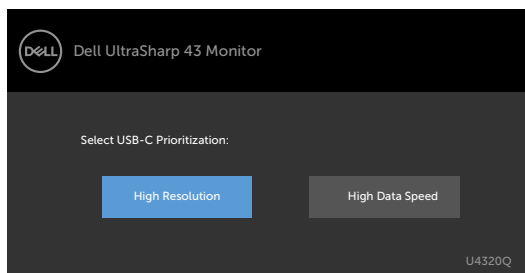 DELL Dell UltraSharp 43 Monitor
Select USB-C Prioritization:
High Resolution High Data Speed
U4320Q